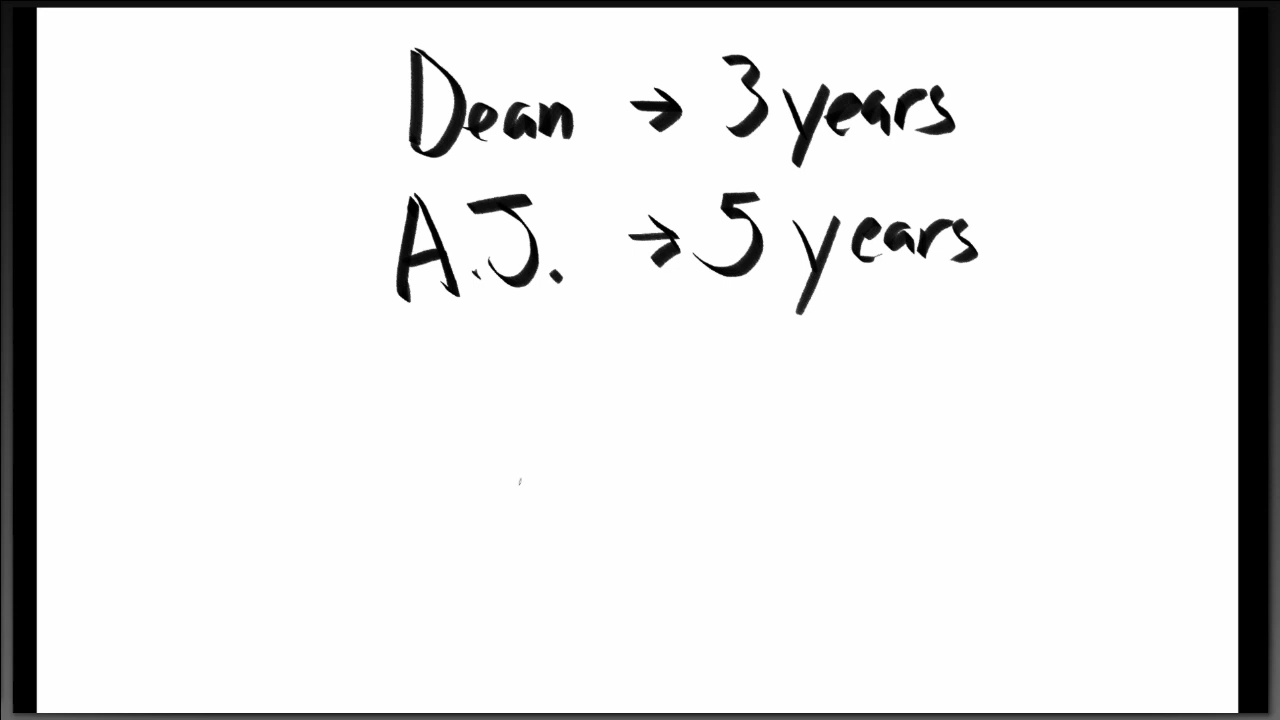 Dean → 3 years
A.J. → 5 years